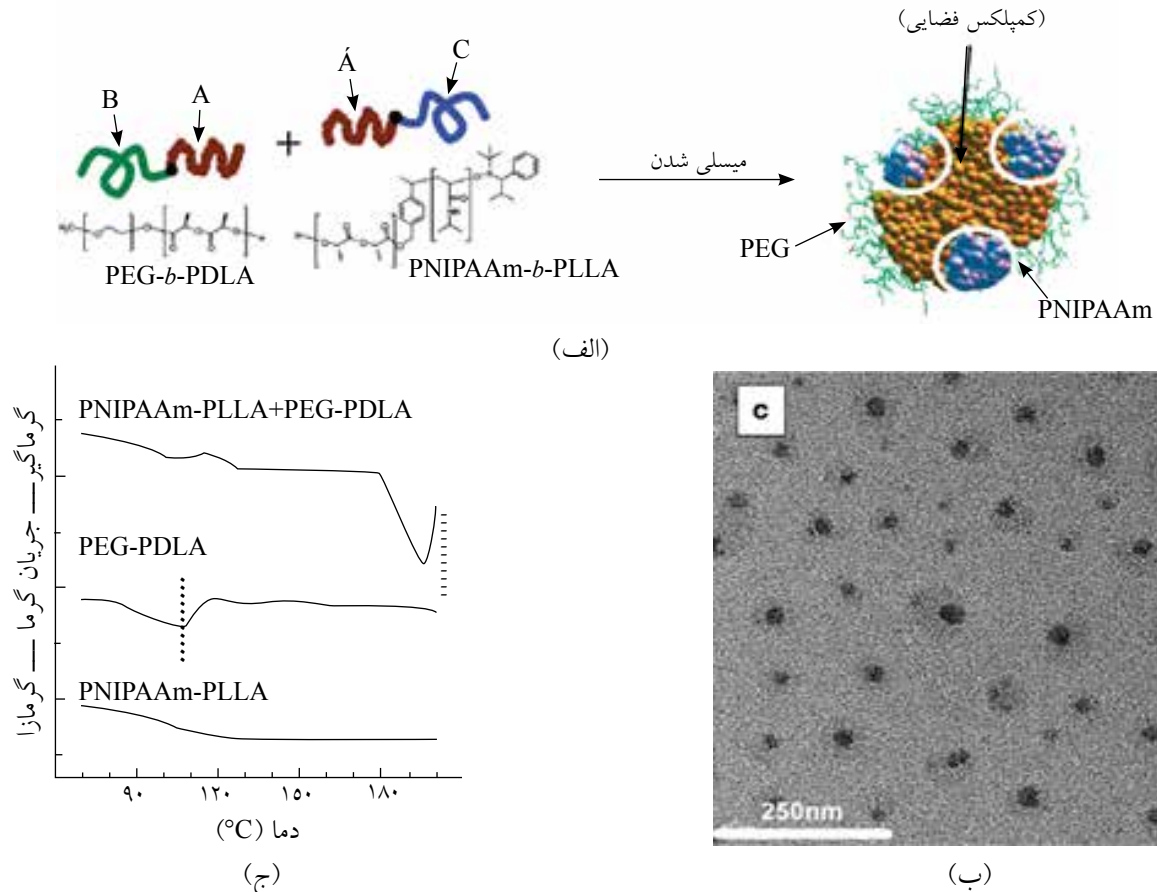 (کمپلکس فضایی)
Á
C
B
A
+
میسلی شدن
PEG
PEG-b-PDLA
PNIPAAm-b-PLLA
PNIPAAm
(الف)
PNIPAAm-PLLA+PEG-PDLA
PEG-PDLA
PNIPAAm-PLLA
گرمازا — جریان گرما — گرماگیر
۹۰ ۱۲۰ ۱۵۰ ۱۸۰
دما (°C)
(ج)
c
250nm
(ب)